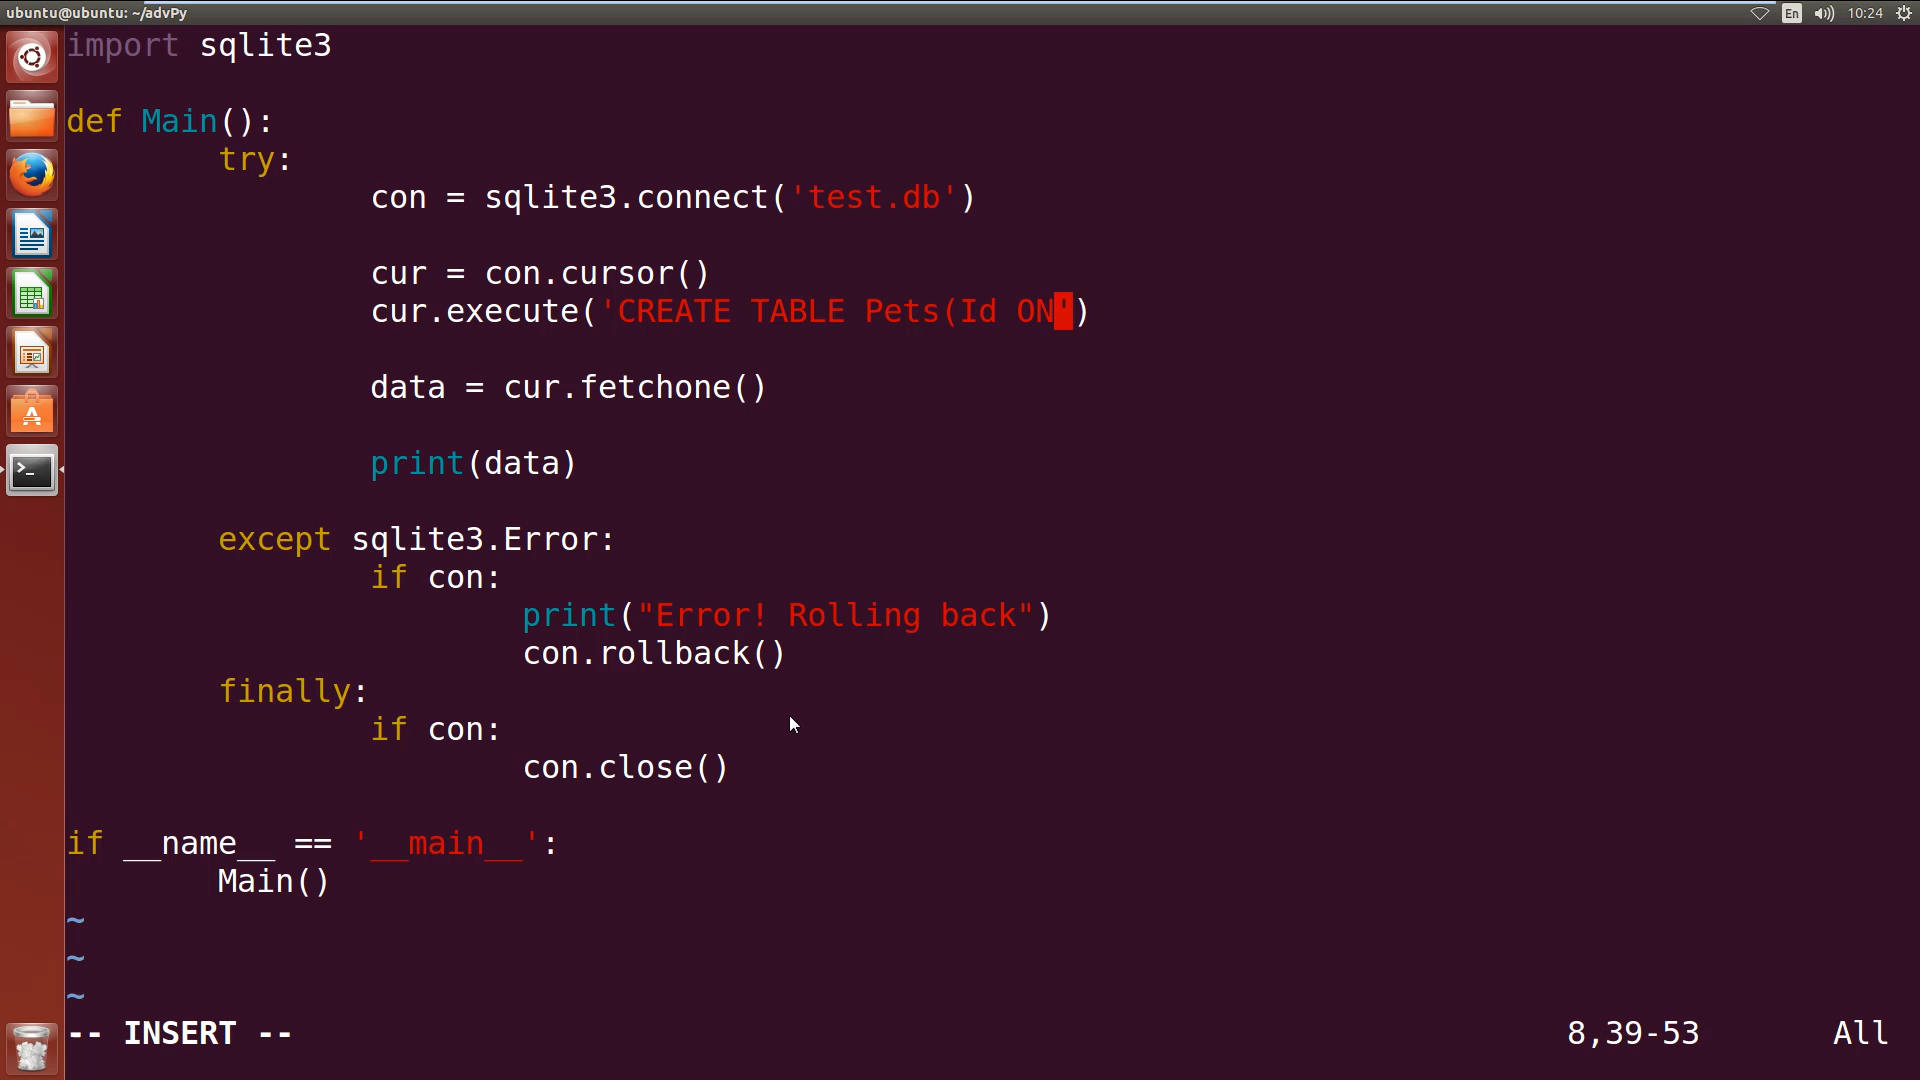 ubuntu@ubuntu: ~/advPy
En
10:24
import sqlite3
def Main():
try:
con = sqlite3.connect('test.db')
cur = con.cursor()
cur.execute('CREATE TABLE Pets(Id ON')
data = cur.fetchone()
print(data)
except sqlite3.Error:
if con:
print("Error! Rolling back")
con.rollback()
finally:
if con:
con.close()
if __name__ == '__main__':
Main()
~
~
~
-- INSERT --
8,39-53
All